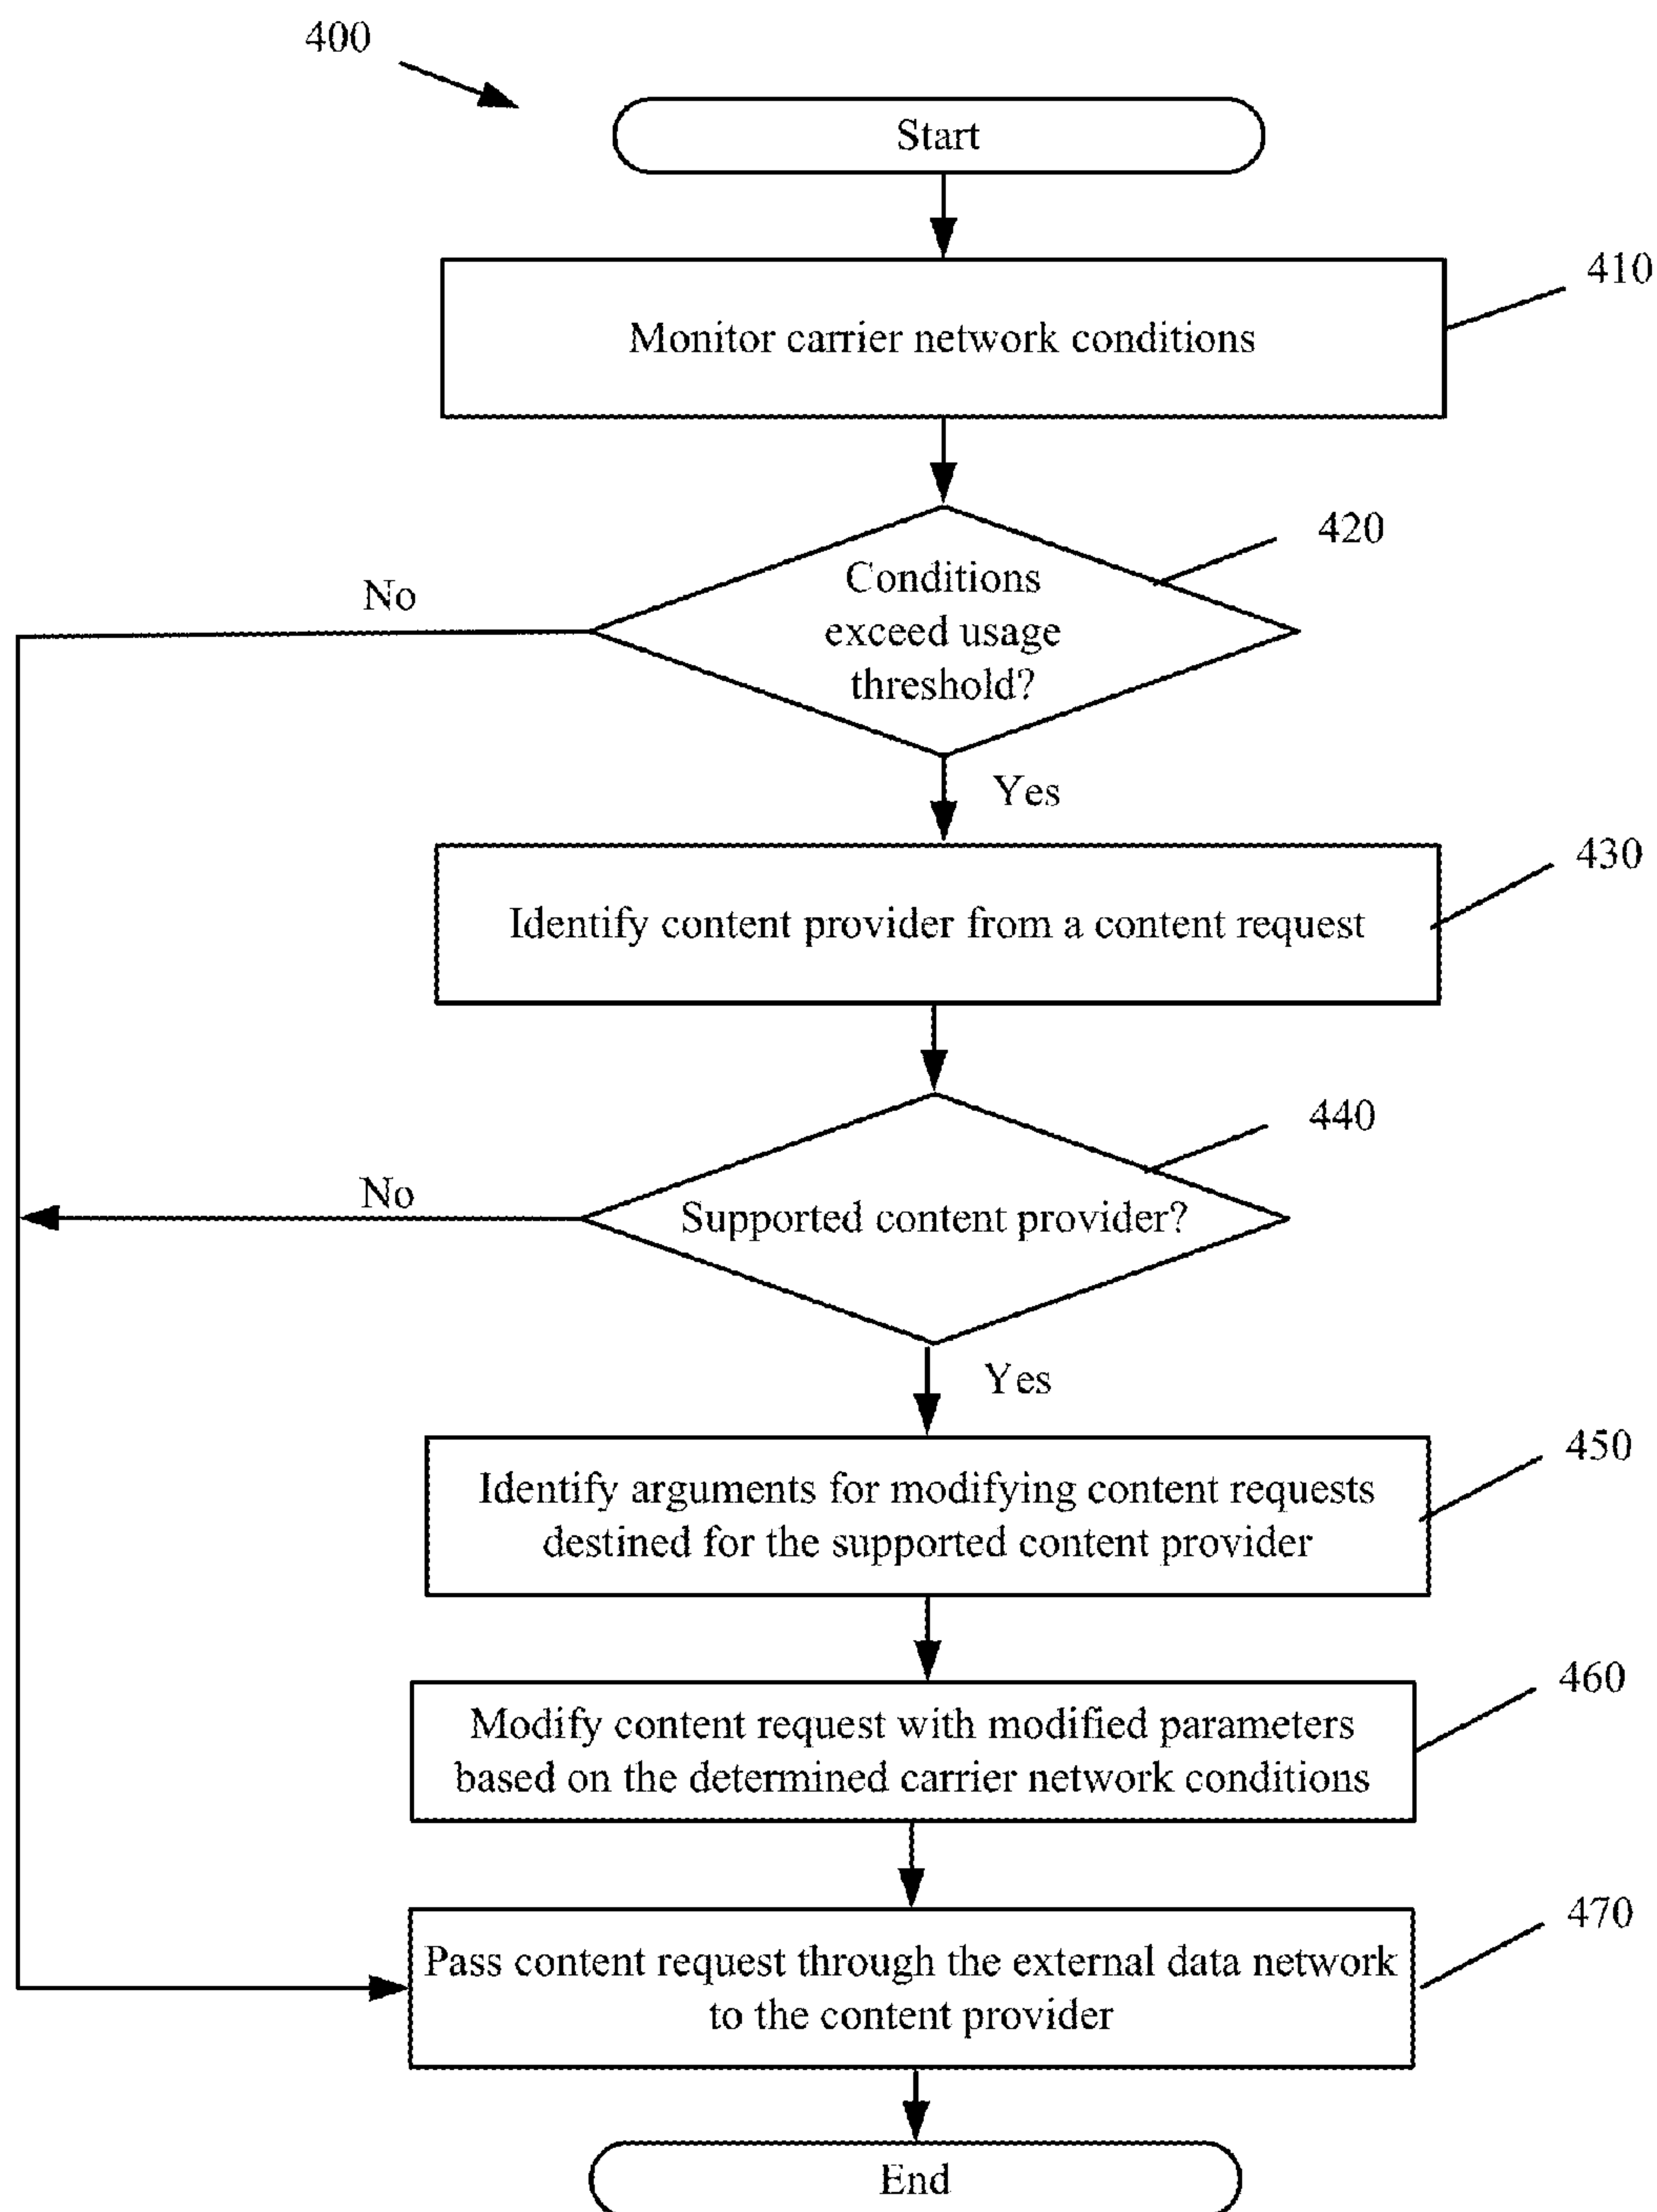 400
Start
410
Monitor carrier network conditions
420
Conditions
exceed usage
threshold?
No
Yes
430
Identify content provider from a content request
440
Supported content provider?
No
Yes
450
Identify arguments for modifying content requests
destined for the supported content provider
460
Modify content request with modified parameters
based on the determined carrier network conditions
470
Pass content request through the external data network
to the content provider
End